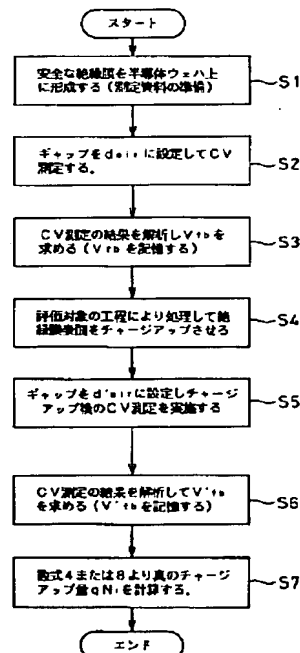 スタート
安全な絶縁膜を半導体ウェハ上
に形成する(測定資料の準備)
S1
ギャップをdairに設定してCV
測定する。
S2
CV測定の結果を解析しVfbを
求める(Vfbを記憶する)
S3
評価対象の工程により処理して絶
縁膜表面をチャージアップさせる
S4
ギャップをd'airに設定しチャージ
アップ後のCV測定を実施する
S5
CV測定の結果を解析してV'fb
を求める(V'fbを記憶する)
S6
数式4または8より真のチャージ
アップ量qNiを計算する。
S7
エンド